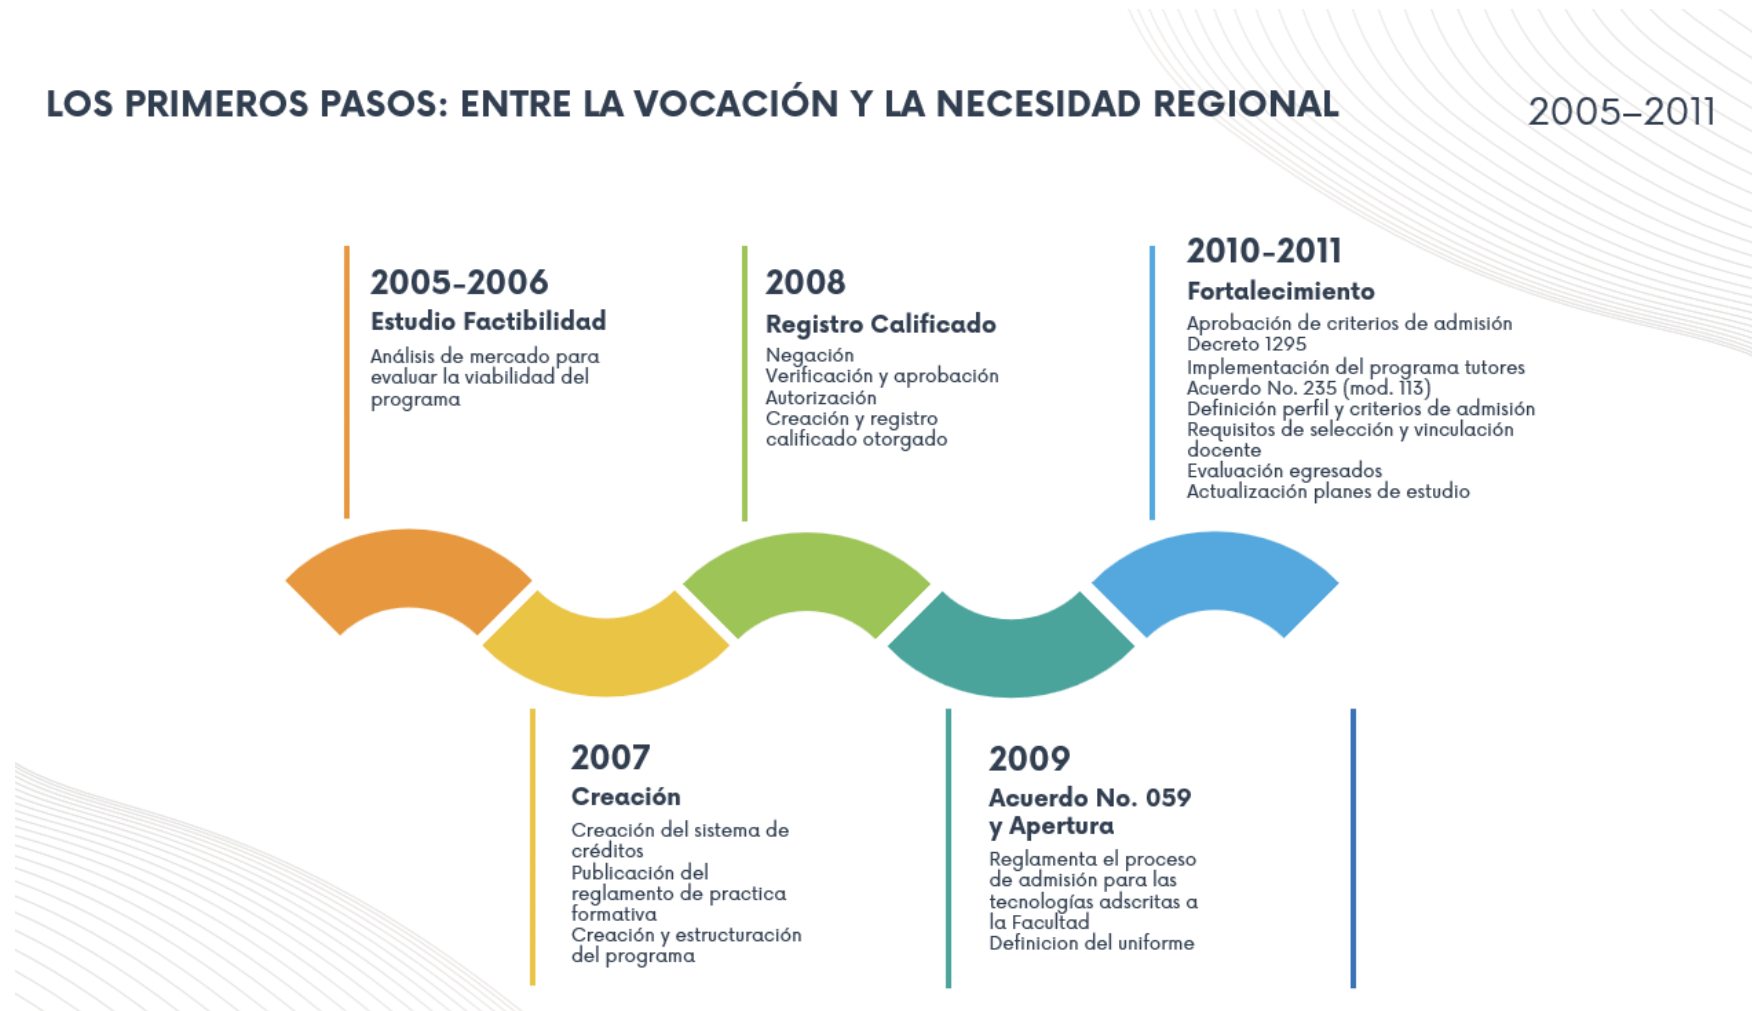 LOS PRIMEROS PASOS: ENTRE LA VOCACIÓN Y LA NECESIDAD REGIONAL
2005–2011
2005-2006
Estudio Factibilidad
Análisis de mercado para
evaluar la viabilidad del
programa
2008
Registro Calificado
Negación
Verificación y aprobación
Autorización
Creación y registro
calificado otorgado
2010-2011
Fortalecimiento
Aprobación de criterios de admisión
Decreto 1295
Implementación del programa tutores
Acuerdo No. 235 (mod. 113)
Definición perfil y criterios de admisión
Requisitos de selección y vinculación
docente
Evaluación egresados
Actualización planes de estudio
2007
Creación
Creación del sistema de
créditos
Publicación del
reglamento de practica
formativa
Creación y estructuración
del programa
2009
Acuerdo No. 059
y Apertura
Reglamenta el proceso
de admisión para las
tecnologías adscritas a
la Facultad
Definicion del uniforme